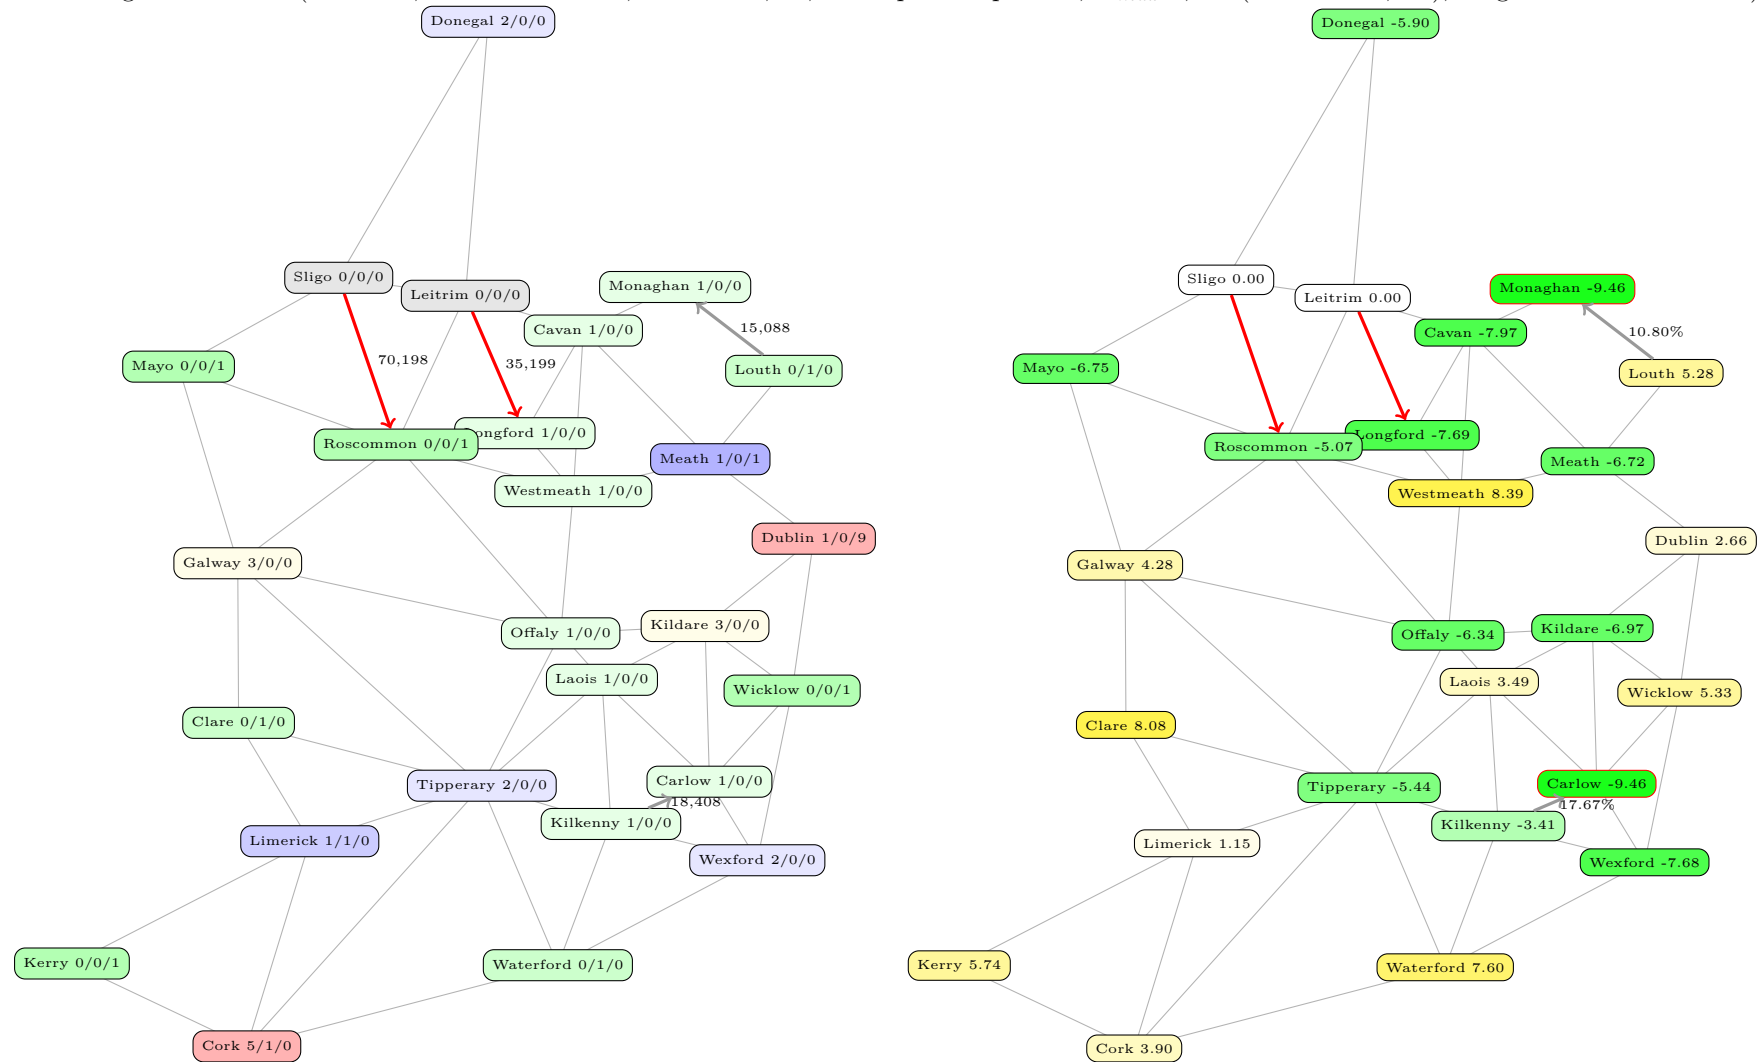 Donegal 2/0/0
Sligo 0/0/0
Leitrim 0/0/0
Monaghan 1/0/0
Cavan 1/0/0
15,088
70,198
35,199
Mayo 0/0/1
Louth 0/1/0
Longford 1/0/0
Roscommon 0/0/1
Meath 1/0/1
Westmeath 1/0/0
Dublin 1/0/9
Galway 3/0/0
Kildare 3/0/0
Offaly 1/0/0
Laois 1/0/0
Wicklow 0/0/1
Clare 0/1/0
Tipperary 2/0/0
Carlow 1/0/0
18,408
Kilkenny 1/0/0
Limerick 1/1/0
Wexford 2/0/0
Kerry 0/0/1
Waterford 0/1/0
Cork 5/1/0
Donegal -5.90
Sligo 0.00
Leitrim 0.00
Monaghan -9.46
Cavan -7.97
10.80%
Mayo -6.75
Louth 5.28
Longford -7.69
Roscommon -5.07
Meath -6.72
Westmeath 8.39
Dublin 2.66
Galway 4.28
Kildare -6.97
Offaly -6.34
Laois 3.49
Wicklow 5.33
Clare 8.08
Tipperary -5.44
Carlow -9.46
17.67%
Kilkenny -3.41
Limerick 1.15
Wexford -7.68
Kerry 5.74
Waterford 7.60
Cork 3.90